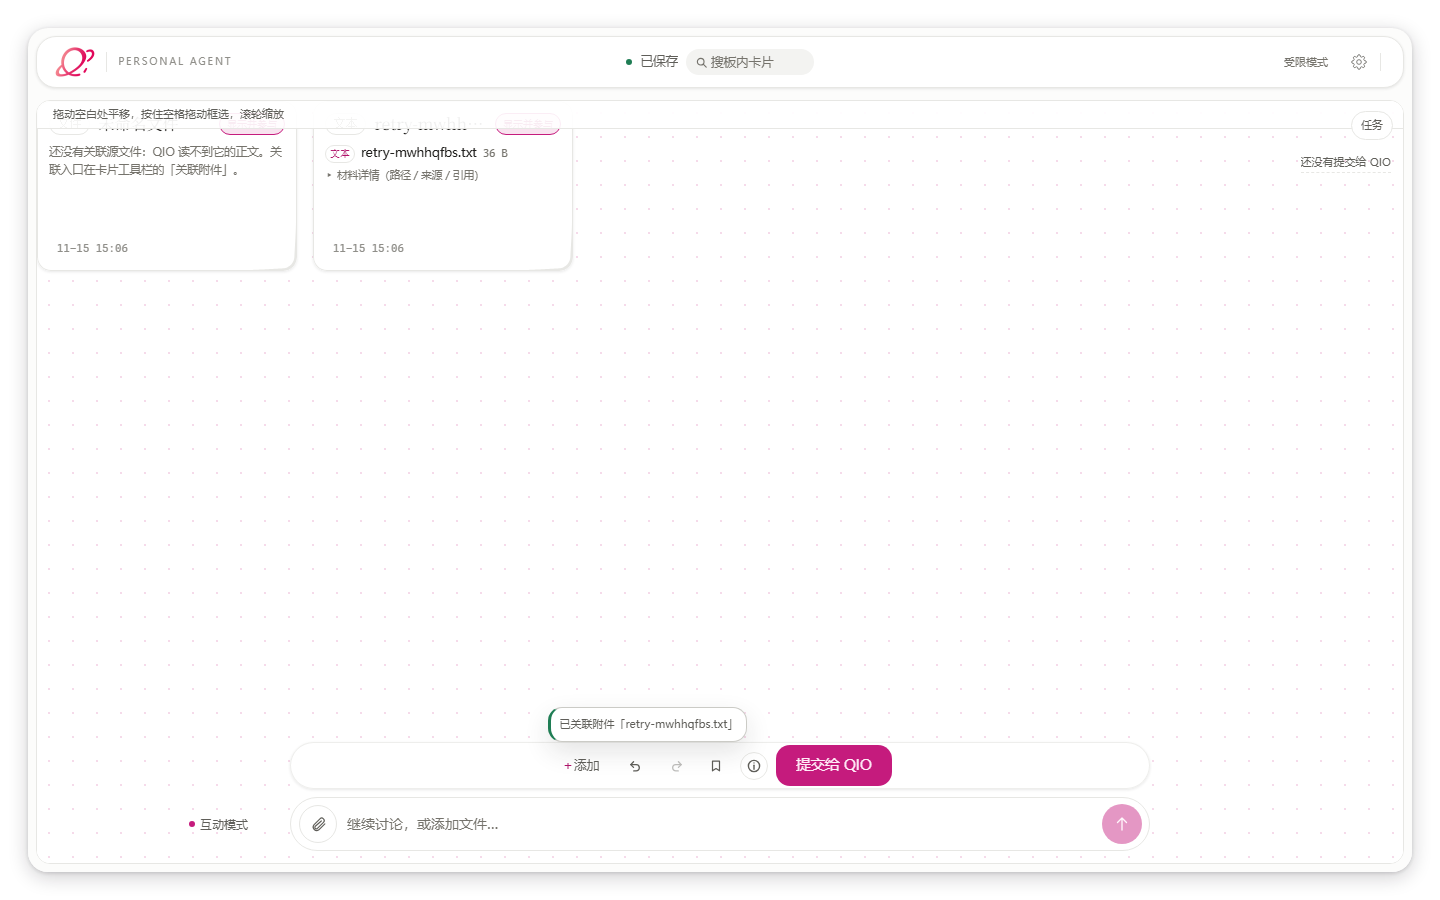 PERSONAL AGENT
已保存
搜板内卡片
受限模式
拖动空白处平移，按住空格拖动框选，滚轮缩放
任务
还没有提交给 QIO
retry-mwhh…
还没有关联源文件：QIO 读不到它的正文。关
联入口在卡片工具栏的「关联附件」。
11-15 15:06
文本 retry-mwhhqfbs.txt 36 B
▸ 材料详情（路径 / 来源 / 引用）
11-15 15:06
已关联附件「retry-mwhhqfbs.txt」
+添加
提交给 QIO
互动模式
继续讨论，或添加文件...